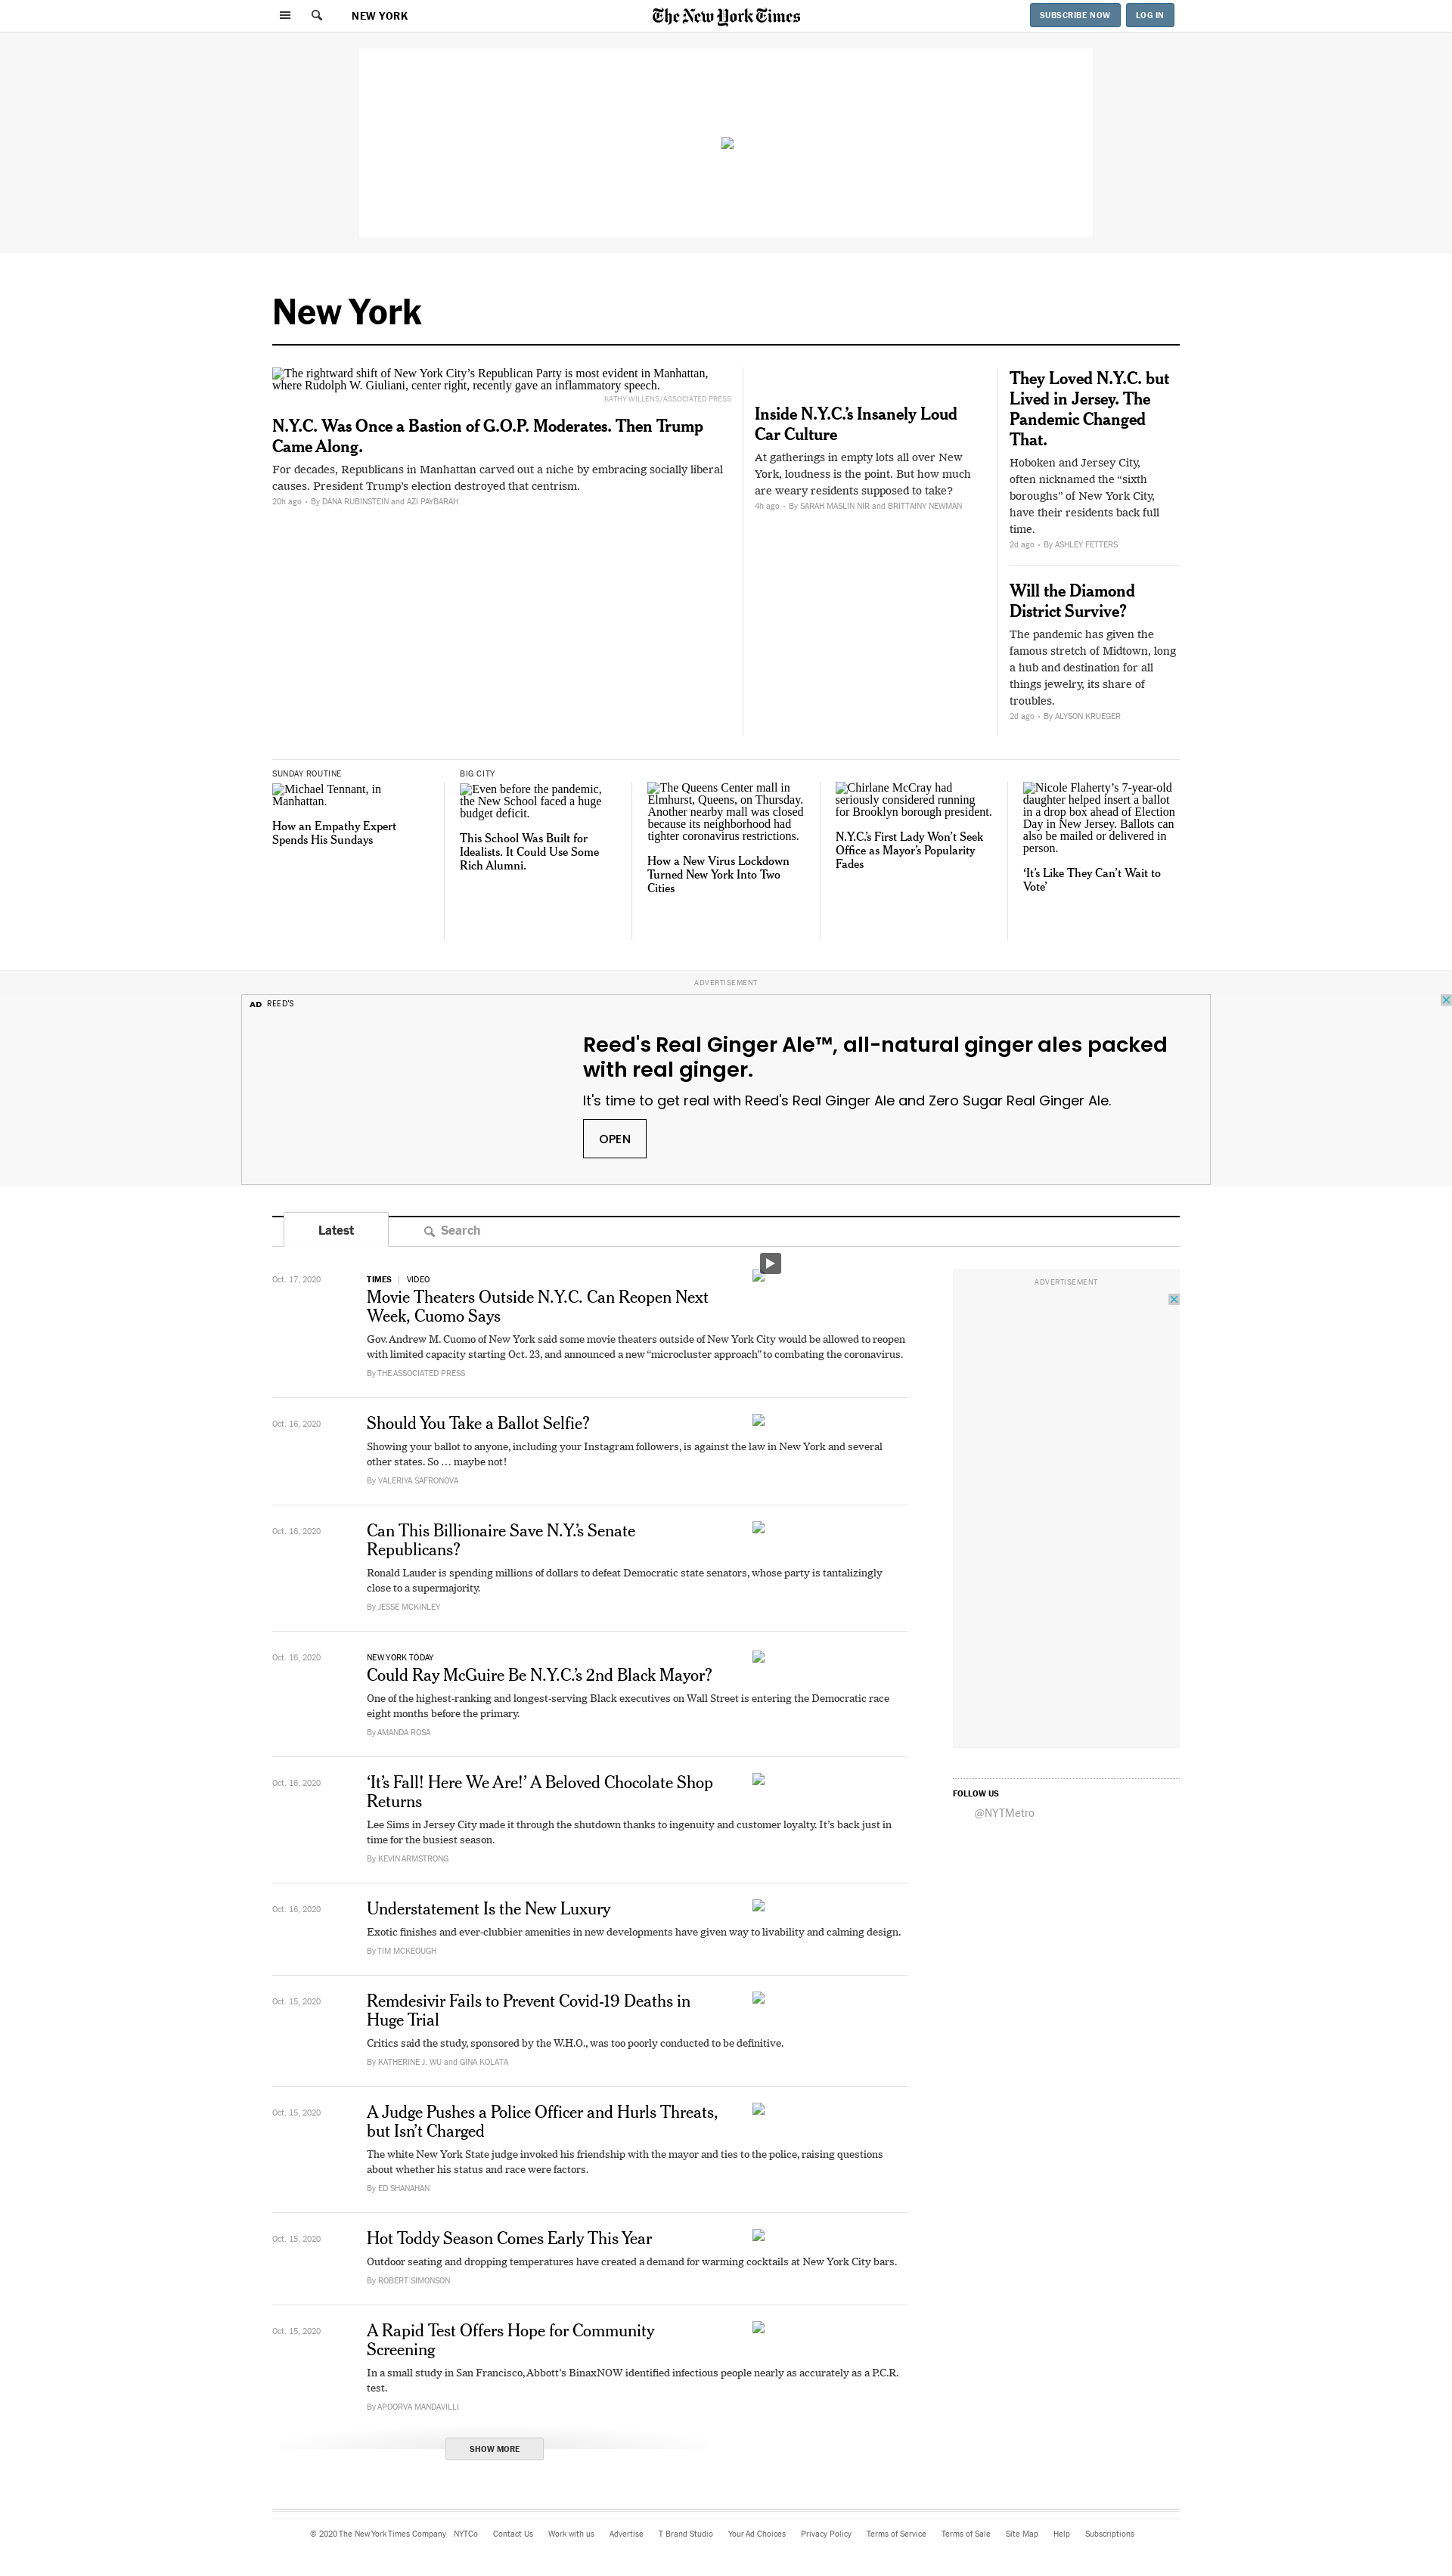 NEW YORK
The New York Times
SUBSCRIBE NOW
LOG IN
New York
The rightward shift of New York City’s Republican Party is most evident in Manhattan,
where Rudolph W. Giuliani, center right, recently gave an inflammatory speech.
KATHY WILLENS/ASSOCIATED PRESS
N.Y.C. Was Once a Bastion of G.O.P. Moderates. Then Trump
Came Along.
For decades, Republicans in Manhattan carved out a niche by embracing socially liberal
causes. President Trump’s election destroyed that centrism.
20h ago • By DANA RUBINSTEIN and AZI PAYBARAH
Inside N.Y.C.’s Insanely Loud
Car Culture
At gatherings in empty lots all over New
York, loudness is the point. But how much
are weary residents supposed to take?
4h ago • By SARAH MASLIN NIR and BRITTAINY NEWMAN
They Loved N.Y.C. but
Lived in Jersey. The
Pandemic Changed
That.
Hoboken and Jersey City,
often nicknamed the “sixth
boroughs” of New York City,
have their residents back full
time.
2d ago • By ASHLEY FETTERS
Will the Diamond
District Survive?
The pandemic has given the
famous stretch of Midtown, long
a hub and destination for all
things jewelry, its share of
troubles.
2d ago • By ALYSON KRUEGER
SUNDAY ROUTINE
Michael Tennant, in
Manhattan.
How an Empathy Expert
Spends His Sundays
BIG CITY
Even before the pandemic,
the New School faced a huge
budget deficit.
This School Was Built for
Idealists. It Could Use Some
Rich Alumni.
The Queens Center mall in
Elmhurst, Queens, on Thursday.
Another nearby mall was closed
because its neighborhood had
tighter coronavirus restrictions.
How a New Virus Lockdown
Turned New York Into Two
Cities
Chirlane McCray had
seriously considered running
for Brooklyn borough president.
N.Y.C.’s First Lady Won’t Seek
Office as Mayor’s Popularity
Fades
Nicole Flaherty’s 7-year-old
daughter helped insert a ballot
in a drop box ahead of Election
Day in New Jersey. Ballots can
also be mailed or delivered in
person.
‘It’s Like They Can’t Wait to
Vote’
ADVERTISEMENT
AD REED'S
Reed's Real Ginger Ale™, all-natural ginger ales packed
with real ginger.
It's time to get real with Reed's Real Ginger Ale and Zero Sugar Real Ginger Ale.
OPEN
Latest
Search
Oct. 17, 2020
TIMES | VIDEO
Movie Theaters Outside N.Y.C. Can Reopen Next
Week, Cuomo Says
Gov. Andrew M. Cuomo of New York said some movie theaters outside of New York City would be allowed to reopen
with limited capacity starting Oct. 23, and announced a new “microcluster approach” to combating the coronavirus.
By THE ASSOCIATED PRESS
ADVERTISEMENT
Oct. 16, 2020
Should You Take a Ballot Selfie?
Showing your ballot to anyone, including your Instagram followers, is against the law in New York and several
other states. So … maybe not!
By VALERIYA SAFRONOVA
Oct. 16, 2020
Can This Billionaire Save N.Y.’s Senate
Republicans?
Ronald Lauder is spending millions of dollars to defeat Democratic state senators, whose party is tantalizingly
close to a supermajority.
By JESSE MCKINLEY
Oct. 16, 2020
NEW YORK TODAY
Could Ray McGuire Be N.Y.C.’s 2nd Black Mayor?
One of the highest-ranking and longest-serving Black executives on Wall Street is entering the Democratic race
eight months before the primary.
By AMANDA ROSA
Oct. 16, 2020
‘It’s Fall! Here We Are!’ A Beloved Chocolate Shop
Returns
Lee Sims in Jersey City made it through the shutdown thanks to ingenuity and customer loyalty. It’s back just in
time for the busiest season.
By KEVIN ARMSTRONG
FOLLOW US
@NYTMetro
Oct. 16, 2020
Understatement Is the New Luxury
Exotic finishes and ever-clubbier amenities in new developments have given way to livability and calming design.
By TIM MCKEOUGH
Oct. 15, 2020
Remdesivir Fails to Prevent Covid-19 Deaths in
Huge Trial
Critics said the study, sponsored by the W.H.O., was too poorly conducted to be definitive.
By KATHERINE J. WU and GINA KOLATA
Oct. 15, 2020
A Judge Pushes a Police Officer and Hurls Threats,
but Isn’t Charged
The white New York State judge invoked his friendship with the mayor and ties to the police, raising questions
about whether his status and race were factors.
By ED SHANAHAN
Oct. 15, 2020
Hot Toddy Season Comes Early This Year
Outdoor seating and dropping temperatures have created a demand for warming cocktails at New York City bars.
By ROBERT SIMONSON
Oct. 15, 2020
A Rapid Test Offers Hope for Community
Screening
In a small study in San Francisco, Abbott’s BinaxNOW identified infectious people nearly as accurately as a P.C.R.
test.
By APOORVA MANDAVILLI
SHOW MORE
© 2020 The New York Times Company NYTCo Contact Us Work with us Advertise T Brand Studio Your Ad Choices Privacy Policy Terms of Service Terms of Sale Site Map Help Subscriptions